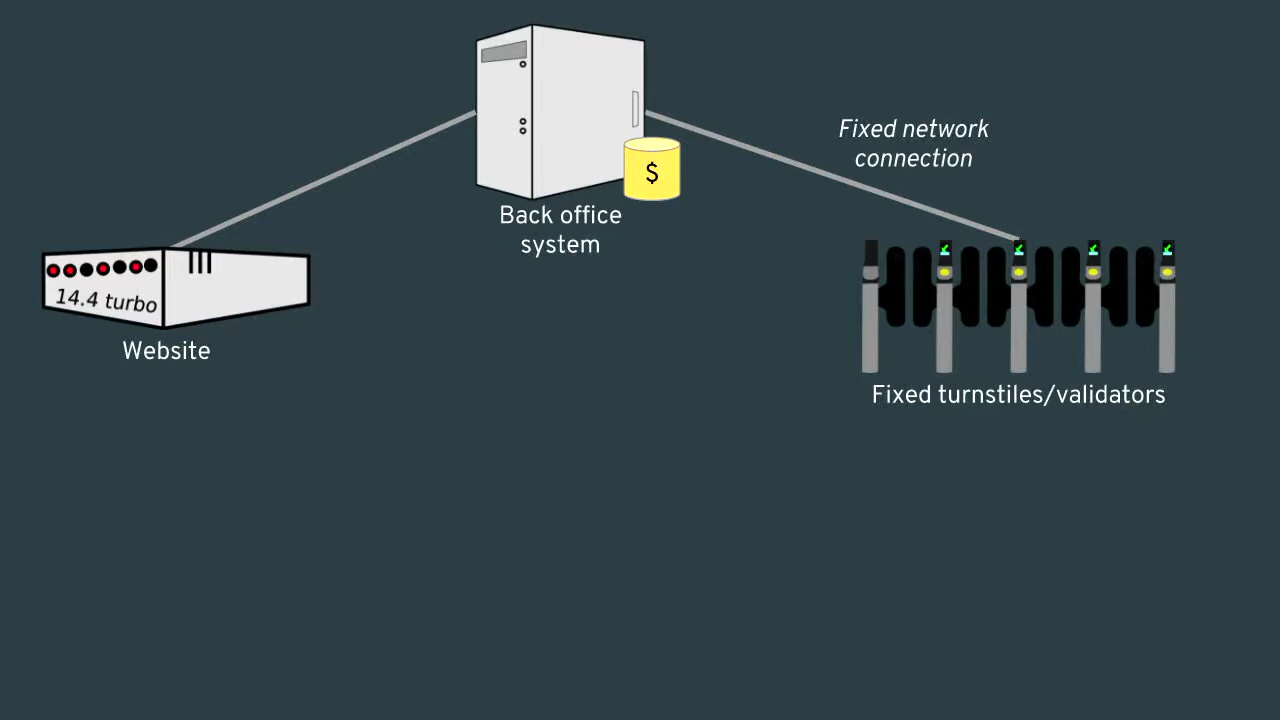 Fixed network
connection
$
Back office
system
14.4 turbo
Website
Fixed turnstiles/validators